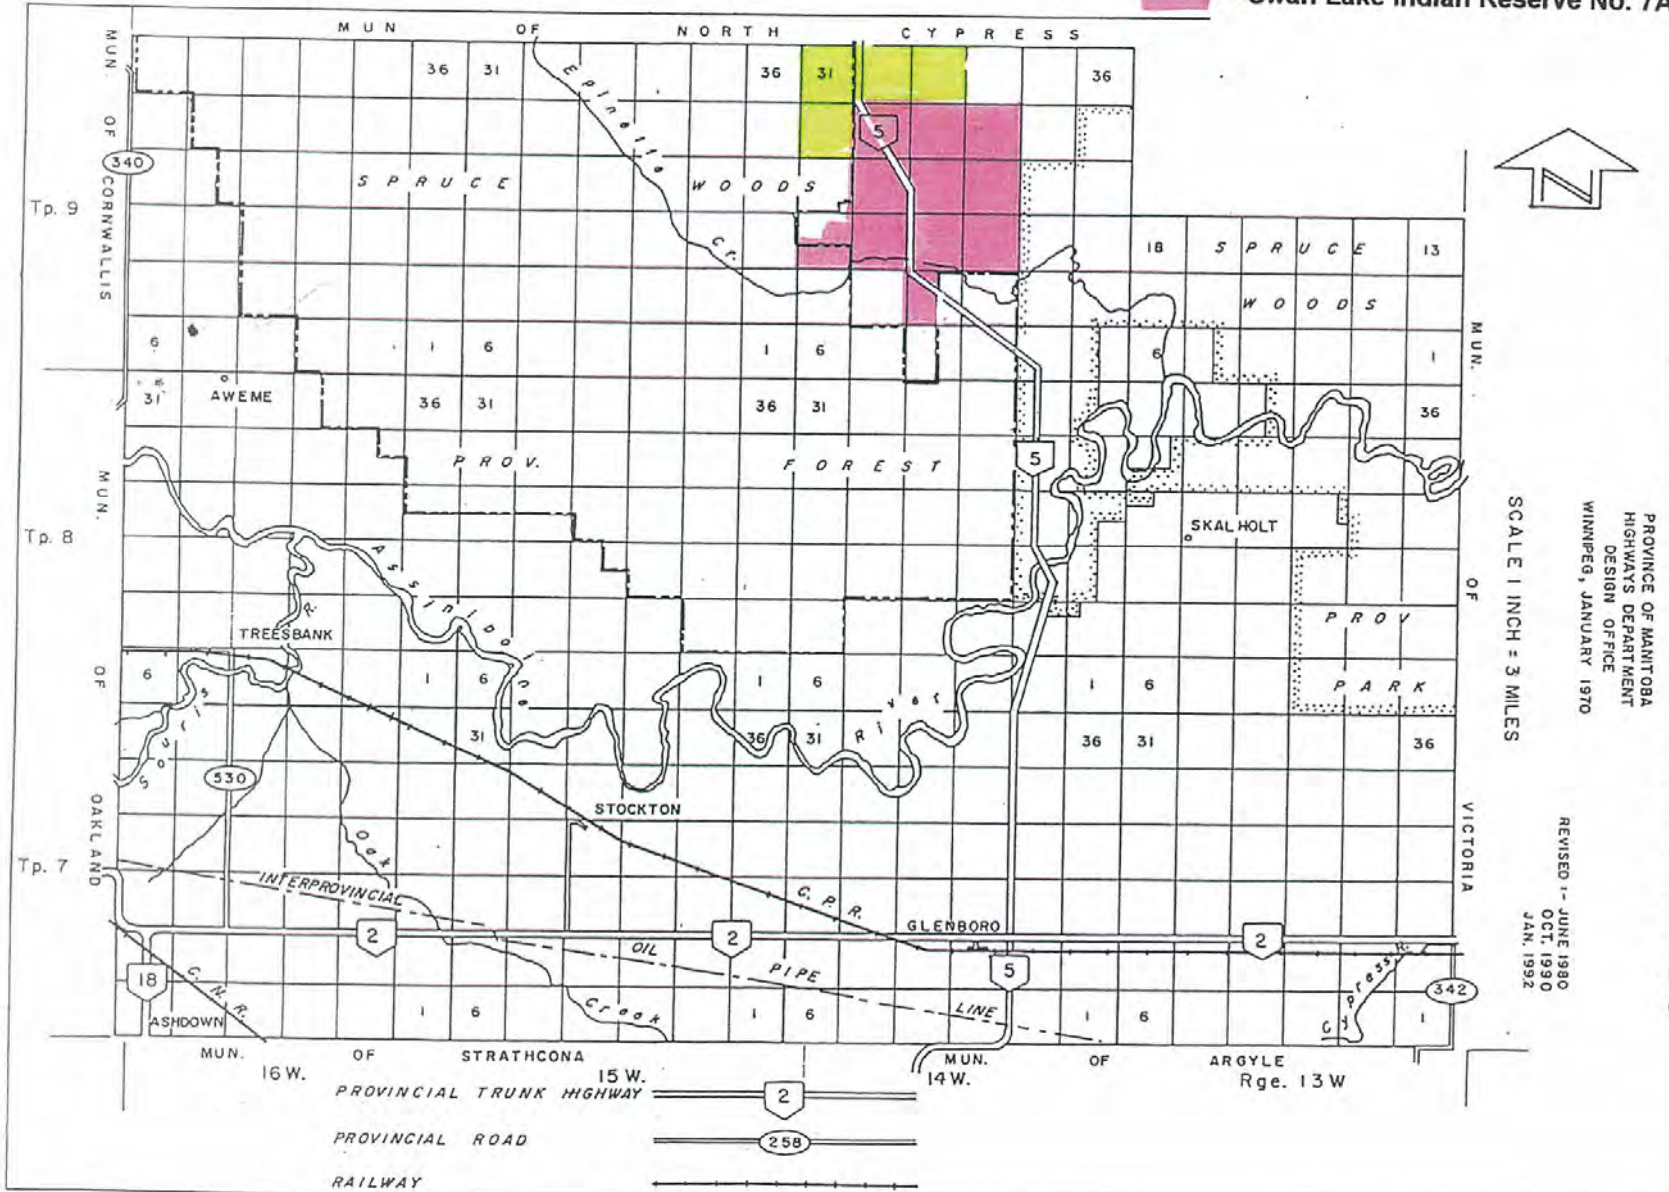 Swan Lake Indian Reserve No. 7A
MUN OF NORTH CYPRESS
MUN. OF CORNWALLIS
36 31 36 31 36
Epinette Cr.
5
340
Tp. 9
SPRUCE WOODS
18 SPRUCE 13
WOODS
6 1 6 1 6 6 1
31 AWEME 36 31 36 31 36
PROV. FOREST
5
MUN. OF OAKLAND
MUN. OF VICTORIA
Tp. 8
SKALHOLT
Assiniboine River
TREESBANK
R.
PROV
6 1 6 1 6 1 6 PARK
Souris
31 36 31 36 31 36
530
STOCKTON
Tp. 7
Oak
INTERPROVINCIAL
C. P. R.
2 OIL 2 GLENBORO 2
PIPE
5
18
LINE
C. N. R.
Creek
Cypress R.
342
ASHDOWN 1 6 1 6 1 6 1
MUN. OF STRATHCONA MUN. OF ARGYLE
16W. 15W. 14W. Rge. 13W
PROVINCIAL TRUNK HIGHWAY 2
PROVINCIAL ROAD 258
RAILWAY
N
SCALE 1 INCH = 3 MILES
PROVINCE OF MANITOBA
HIGHWAYS DEPARTMENT
DESIGN OFFICE
WINNIPEG, JANUARY 1970
REVISED :- JUNE 1980
OCT. 1990
JAN. 1992